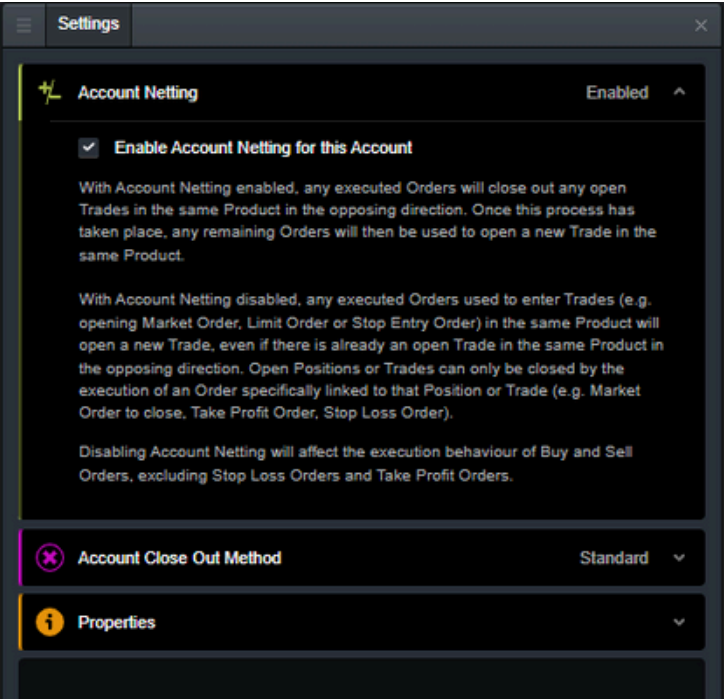 Settings
Account Netting Enabled
Enable Account Netting for this Account
With Account Netting enabled, any executed Orders will close out any open
Trades in the same Product in the opposing direction. Once this process has
taken place, any remaining Orders will then be used to open a new Trade in the
same Product.
With Account Netting disabled, any executed Orders used to enter Trades (e.g.
opening Market Order, Limit Order or Stop Entry Order) in the same Product will
open a new Trade, even if there is already an open Trade in the same Product in
the opposing direction. Open Positions or Trades can only be closed by the
execution of an Order specifically linked to that Position or Trade (e.g. Market
Order to close, Take Profit Order, Stop Loss Order).
Disabling Account Netting will affect the execution behaviour of Buy and Sell
Orders, excluding Stop Loss Orders and Take Profit Orders.
Account Close Out Method Standard
Properties